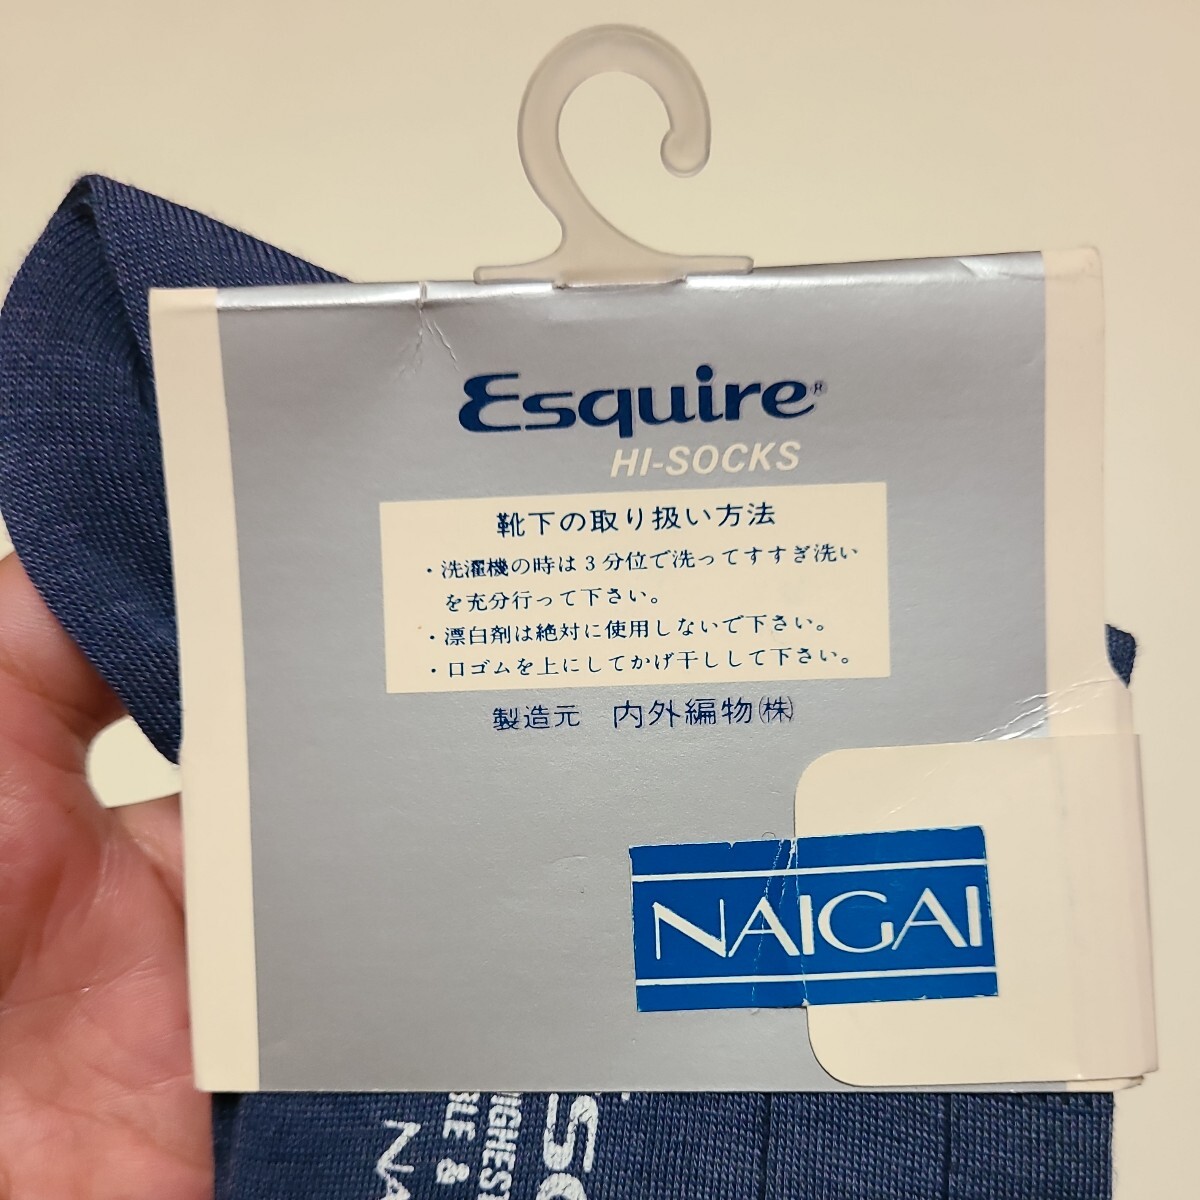 Esquire®
HI-SOCKS
靴下の取り扱い方法
・洗濯機の時は3分位で洗ってすすぎ洗い
を充分行って下さい。
・漂白剤は絶対に使用しないで下さい。
・口ゴムを上にしてかげ干しして下さい。
製造元 内外編物(株)
NAIGAI